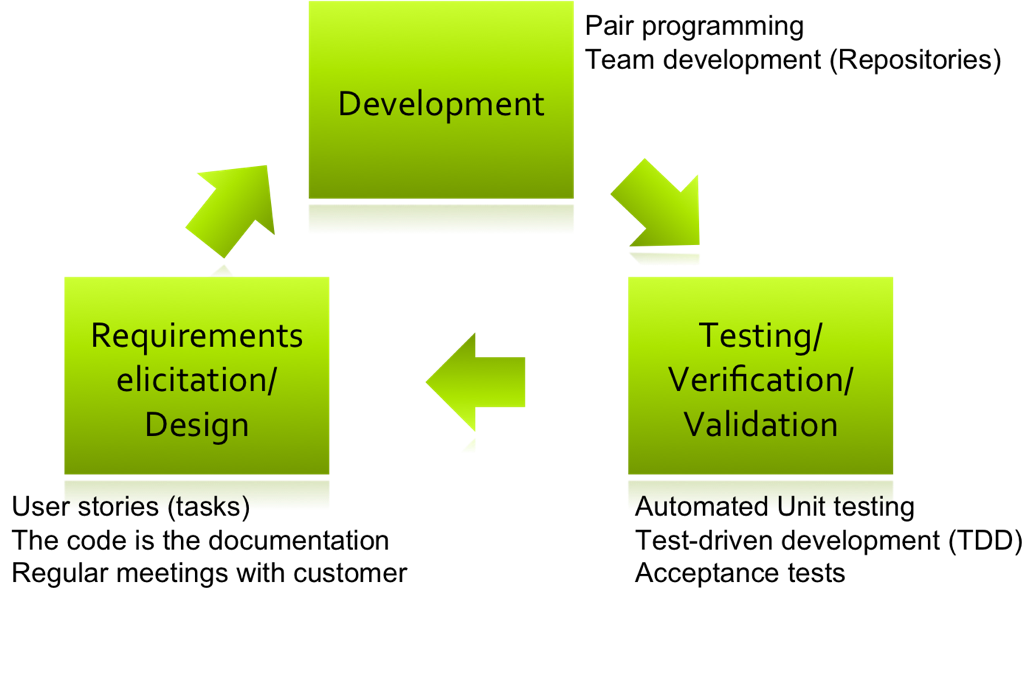 Pair programming
Team development (Repositories)
Development
Requirements
elicitation/
Design
Testing/
Verification/
Validation
User stories (tasks)
The code is the documentation
Regular meetings with customer
Automated Unit testing
Test-driven development (TDD)
Acceptance tests